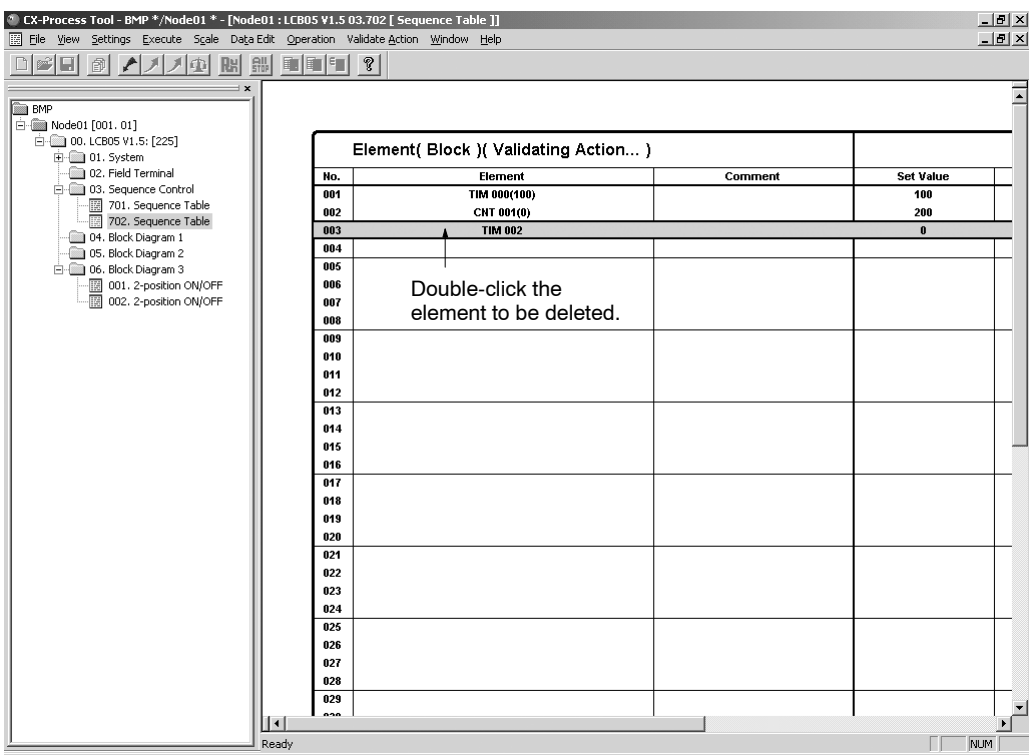 CX-Process Tool - BMP */Node01 * - [Node01 : LCB05 V1.5 03.702 [ Sequence Table ]]
File View Settings Execute Scale Data Edit Operation Validate Action Window Help
BMP
Node01 [001. 01]
00. LCB05 V1.5: [225]
01. System
02. Field Terminal
03. Sequence Control
701. Sequence Table
702. Sequence Table
04. Block Diagram 1
05. Block Diagram 2
06. Block Diagram 3
001. 2-position ON/OFF
002. 2-position ON/OFF
Element( Block )( Validating Action... )
No. Element Comment Set Value
001 TIM 000(100) 100
002 CNT 001(0) 200
003 TIM 002 0
004
005
006
007
008
Double-click the
element to be deleted.
009
010
011
012
013
014
015
016
017
018
019
020
021
022
023
024
025
026
027
028
029
Ready NUM